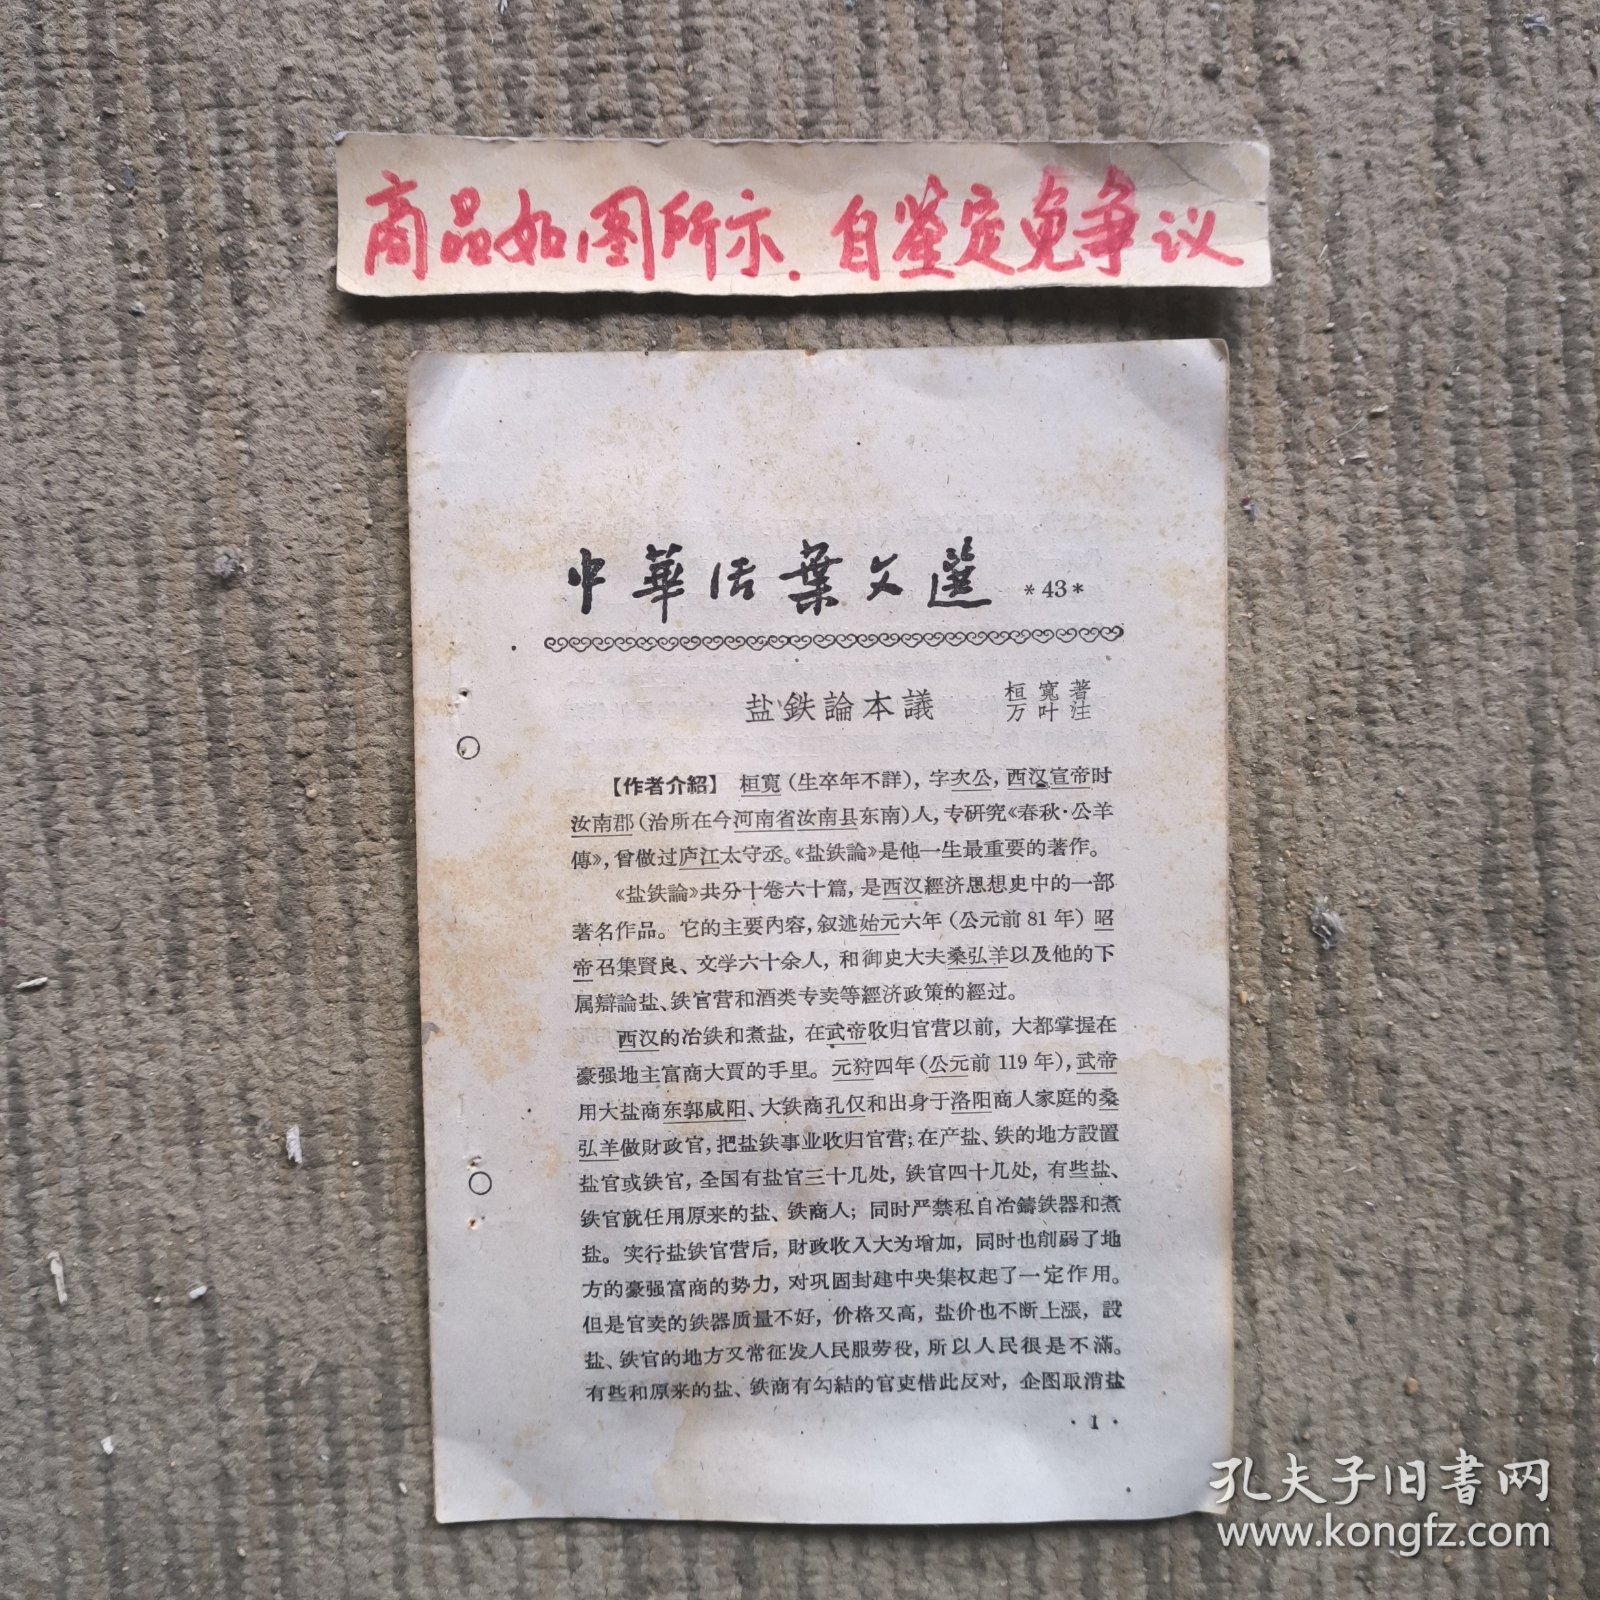 商品如图所示.自鉴定免争议
中華活葉文選 *43*
盐鉄論本議
桓寬著
万叶注
【作者介紹】 桓寬(生卒年不詳),字次公,西汉宣帝时
汝南郡(治所在今河南省汝南县东南)人,专研究《春秋·公羊
傳》,曾做过庐江太守丞。《盐鉄論》是他一生最重要的著作。
《盐鉄論》共分十卷六十篇,是西汉經济思想史中的一部
著名作品。它的主要內容,叙述始元六年(公元前81年)昭
帝召集賢良、文学六十余人,和御史大夫桑弘羊以及他的下
属辯論盐、鉄官营和酒类专卖等經济政策的經过。
西汉的冶鉄和煮盐,在武帝收归官营以前,大都掌握在
豪强地主富商大賈的手里。元狩四年(公元前119年),武帝
用大盐商东郭咸阳、大鉄商孔仅和出身于洛阳商人家庭的桑
弘羊做財政官,把盐鉄事业收归官营;在产盐、鉄的地方設置
盐官或鉄官,全国有盐官三十几处,鉄官四十几处,有些盐、
鉄官就任用原来的盐、鉄商人;同时严禁私自冶鑄鉄器和煮
盐。实行盐鉄官营后,財政收入大为增加,同时也削弱了地
方的豪强富商的势力,对巩固封建中央集权起了一定作用。
但是官卖的鉄器质量不好,价格又高,盐价也不断上漲,設
盐、鉄官的地方又常征发人民服劳役,所以人民很是不滿。
有些和原来的盐、鉄商有勾結的官吏借此反对,企图取消盐
·1·
孔夫子旧書网
www.kongfz.com